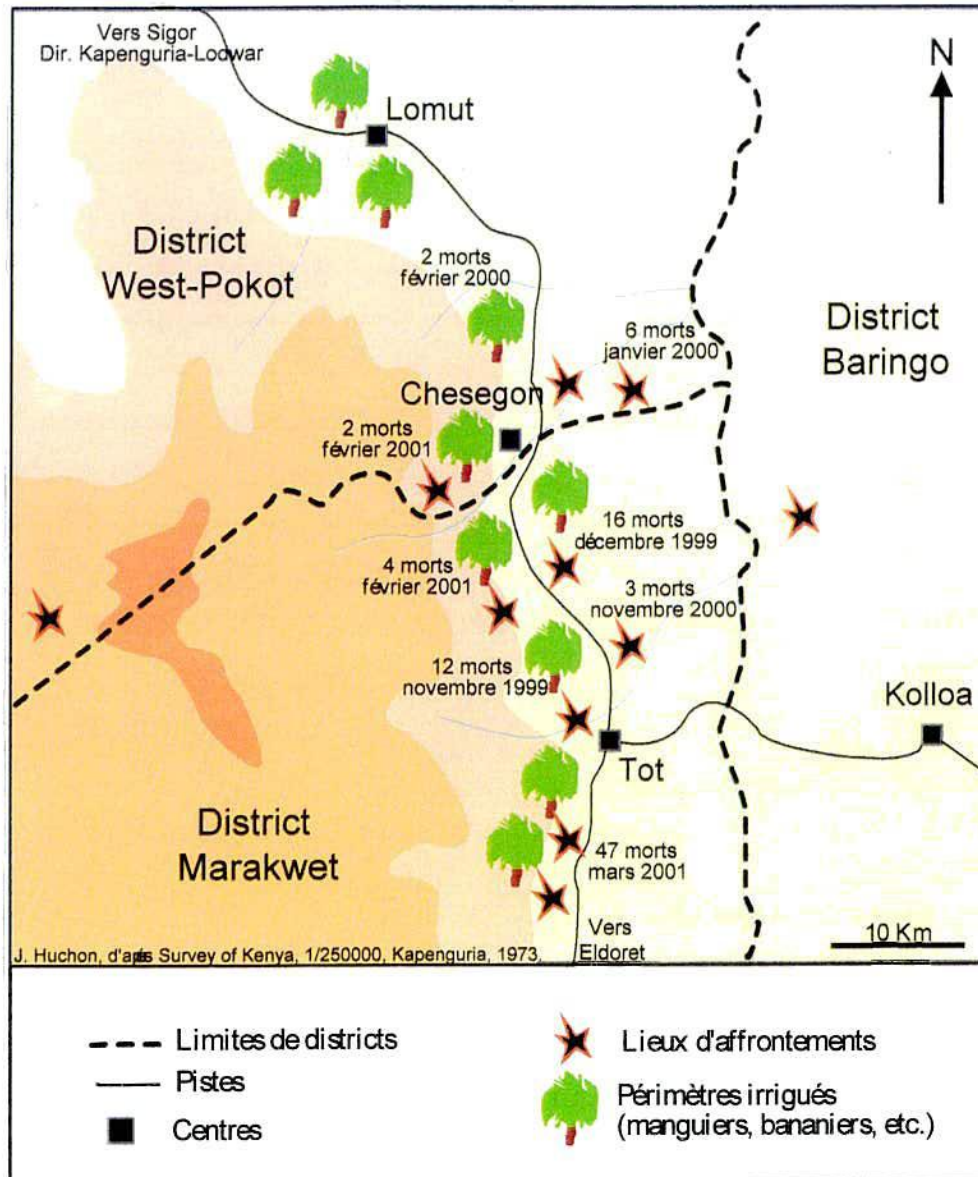 Vers Sigor
Dir. Kapenguria-Lodwar
N
Lomut
District
West-Pokot
2 morts
février 2000
6 morts
janvier 2000
District
Baringo
Chesegon
2 morts
février 2001
16 morts
décembre 1999
4 morts
février 2001
3 morts
novembre 2000
12 morts
novembre 1999
Kolloa
Tot
District
Marakwet
47 morts
mars 2001
Vers
Eldoret
10 Km
J. Huchon, d'après Survey of Kenya, 1/250000, Kapenguria, 1973,
Limites de districts
Pistes
Centres
Lieux d'affrontements
Périmètres irrigués
(manguiers, bananiers, etc.)